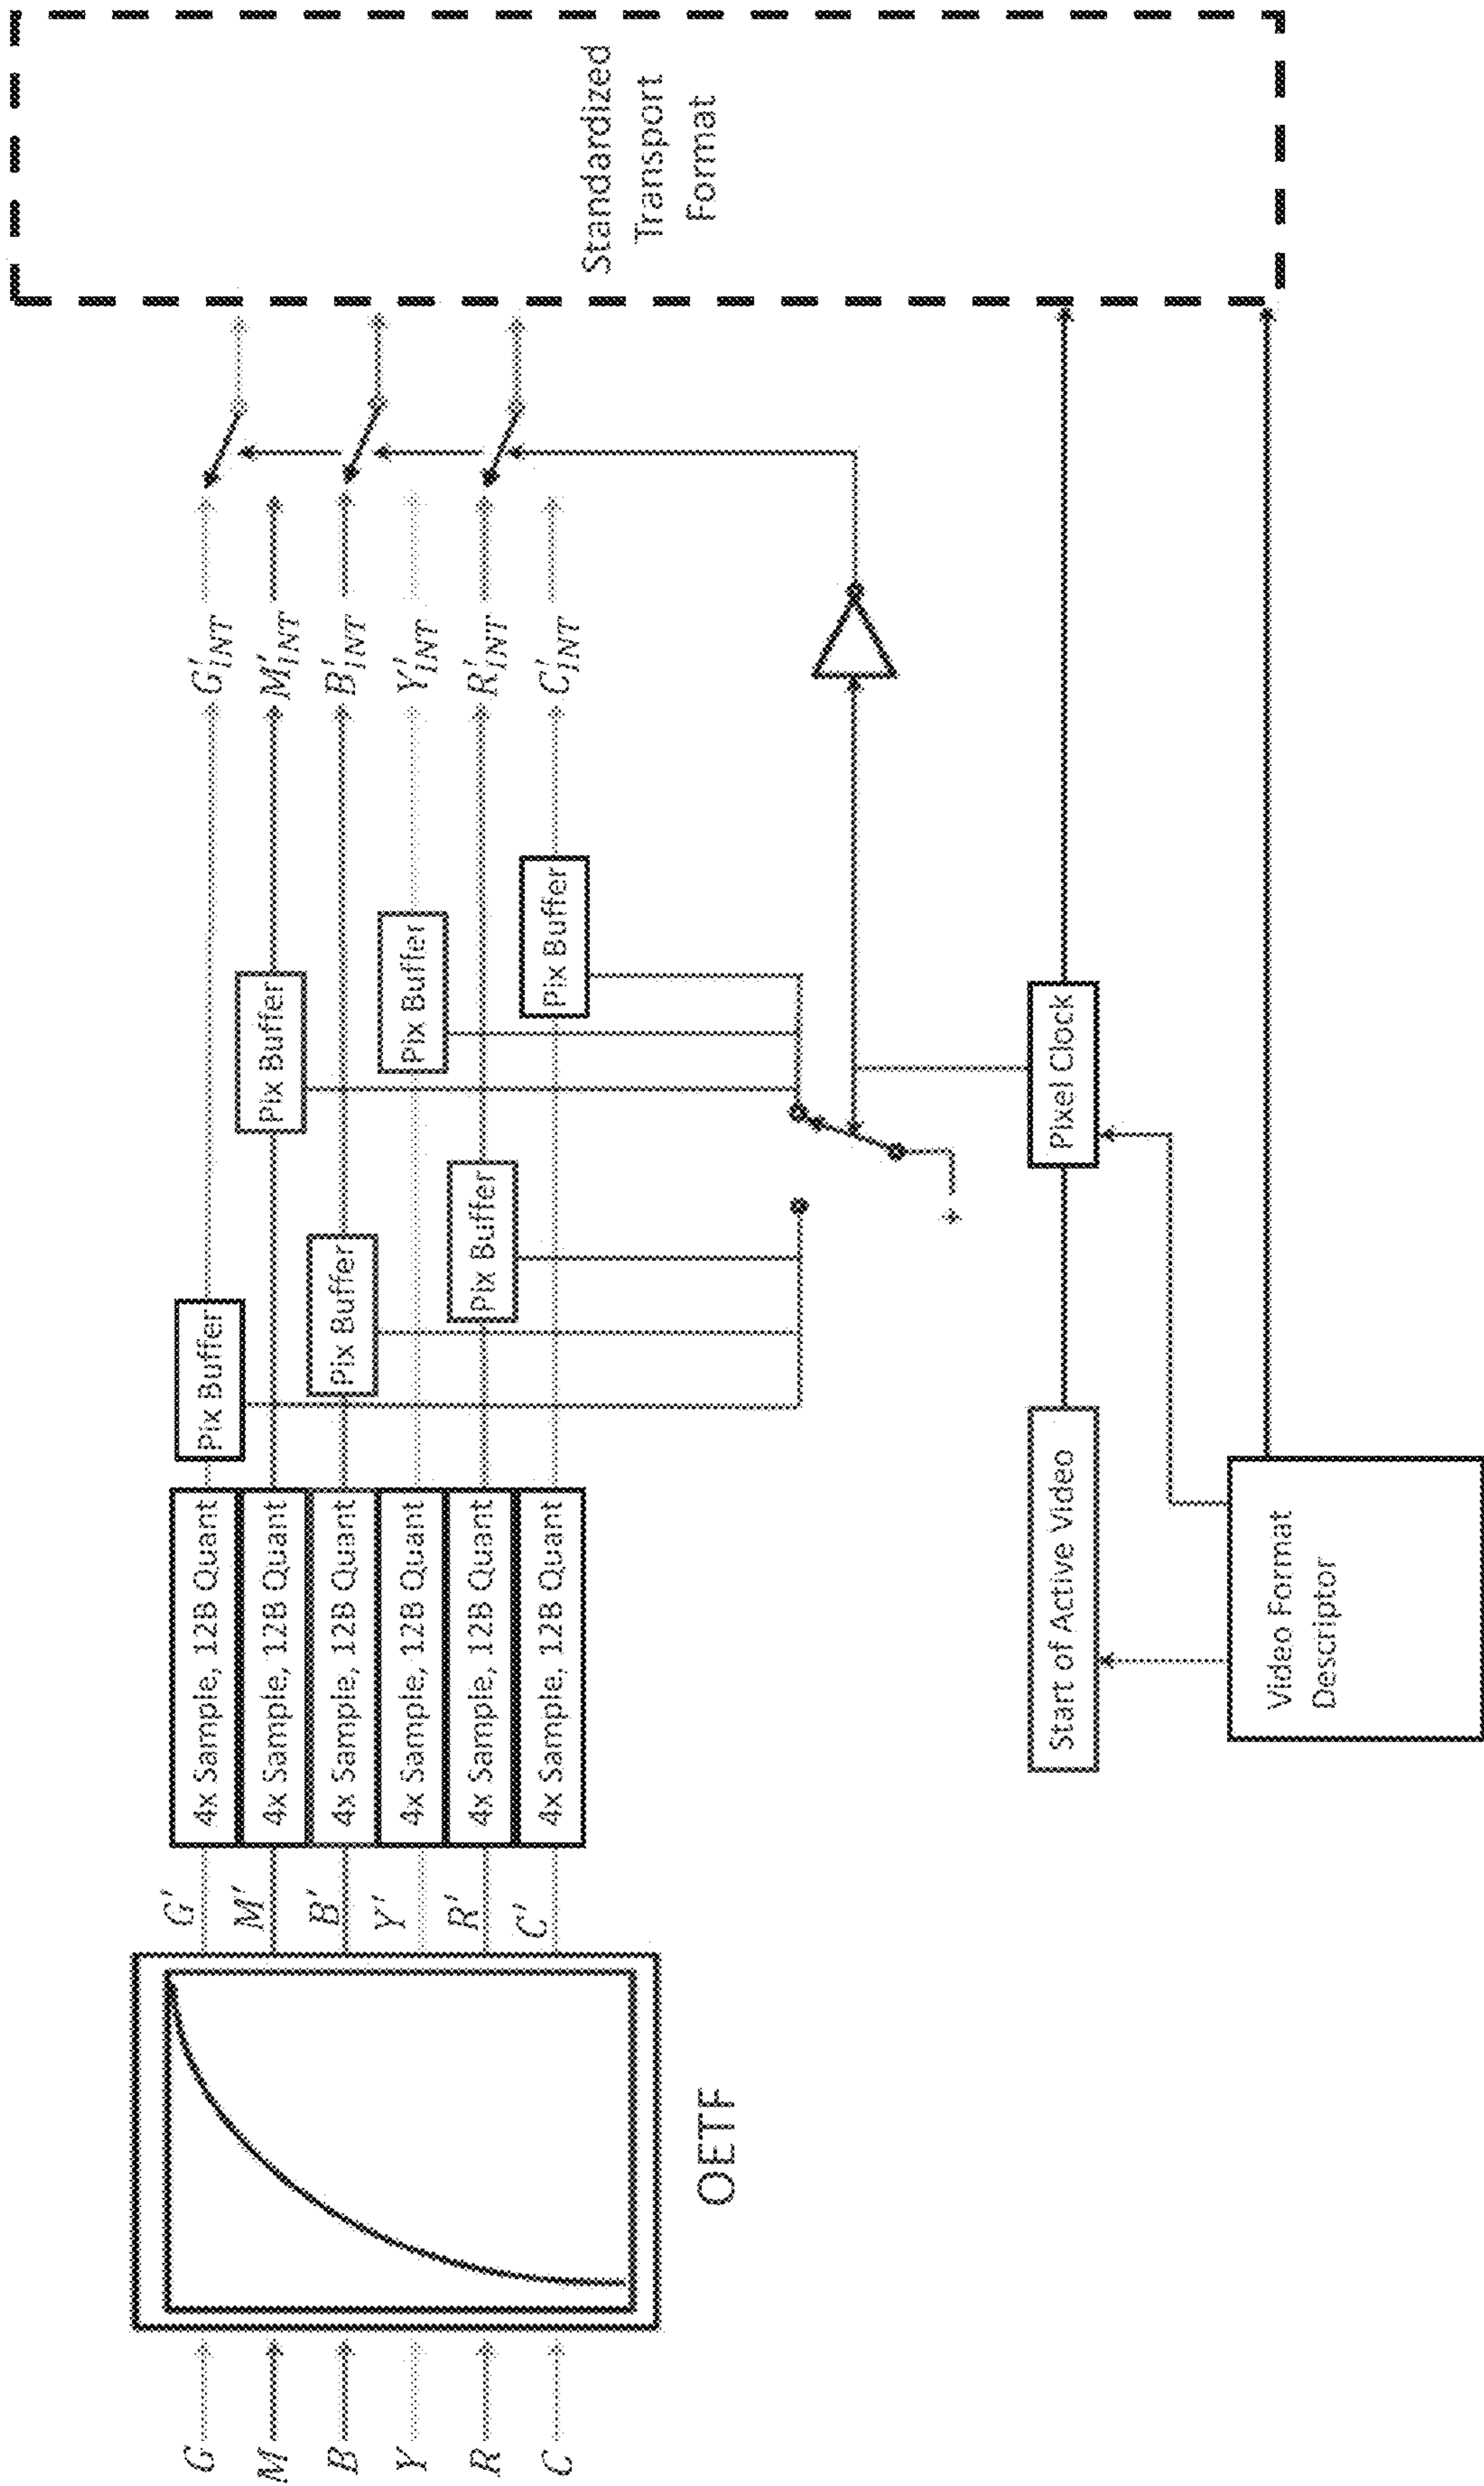 G
M
B
Y
R
C
OETF
G'
M'
B'
Y'
R'
C'
4x Sample, 12B Quant
4x Sample, 12B Quant
4x Sample, 12B Quant
4x Sample, 12B Quant
4x Sample, 12B Quant
4x Sample, 12B Quant
Pix Buffer
Pix Buffer
Pix Buffer
Pix Buffer
Pix Buffer
Pix Buffer
G'INT
M'INT
B'INT
Y'INT
R'INT
C'INT
+
Start of Active Video
Pixel Clock
Video Format
Descriptor
Standardized
Transport
Format